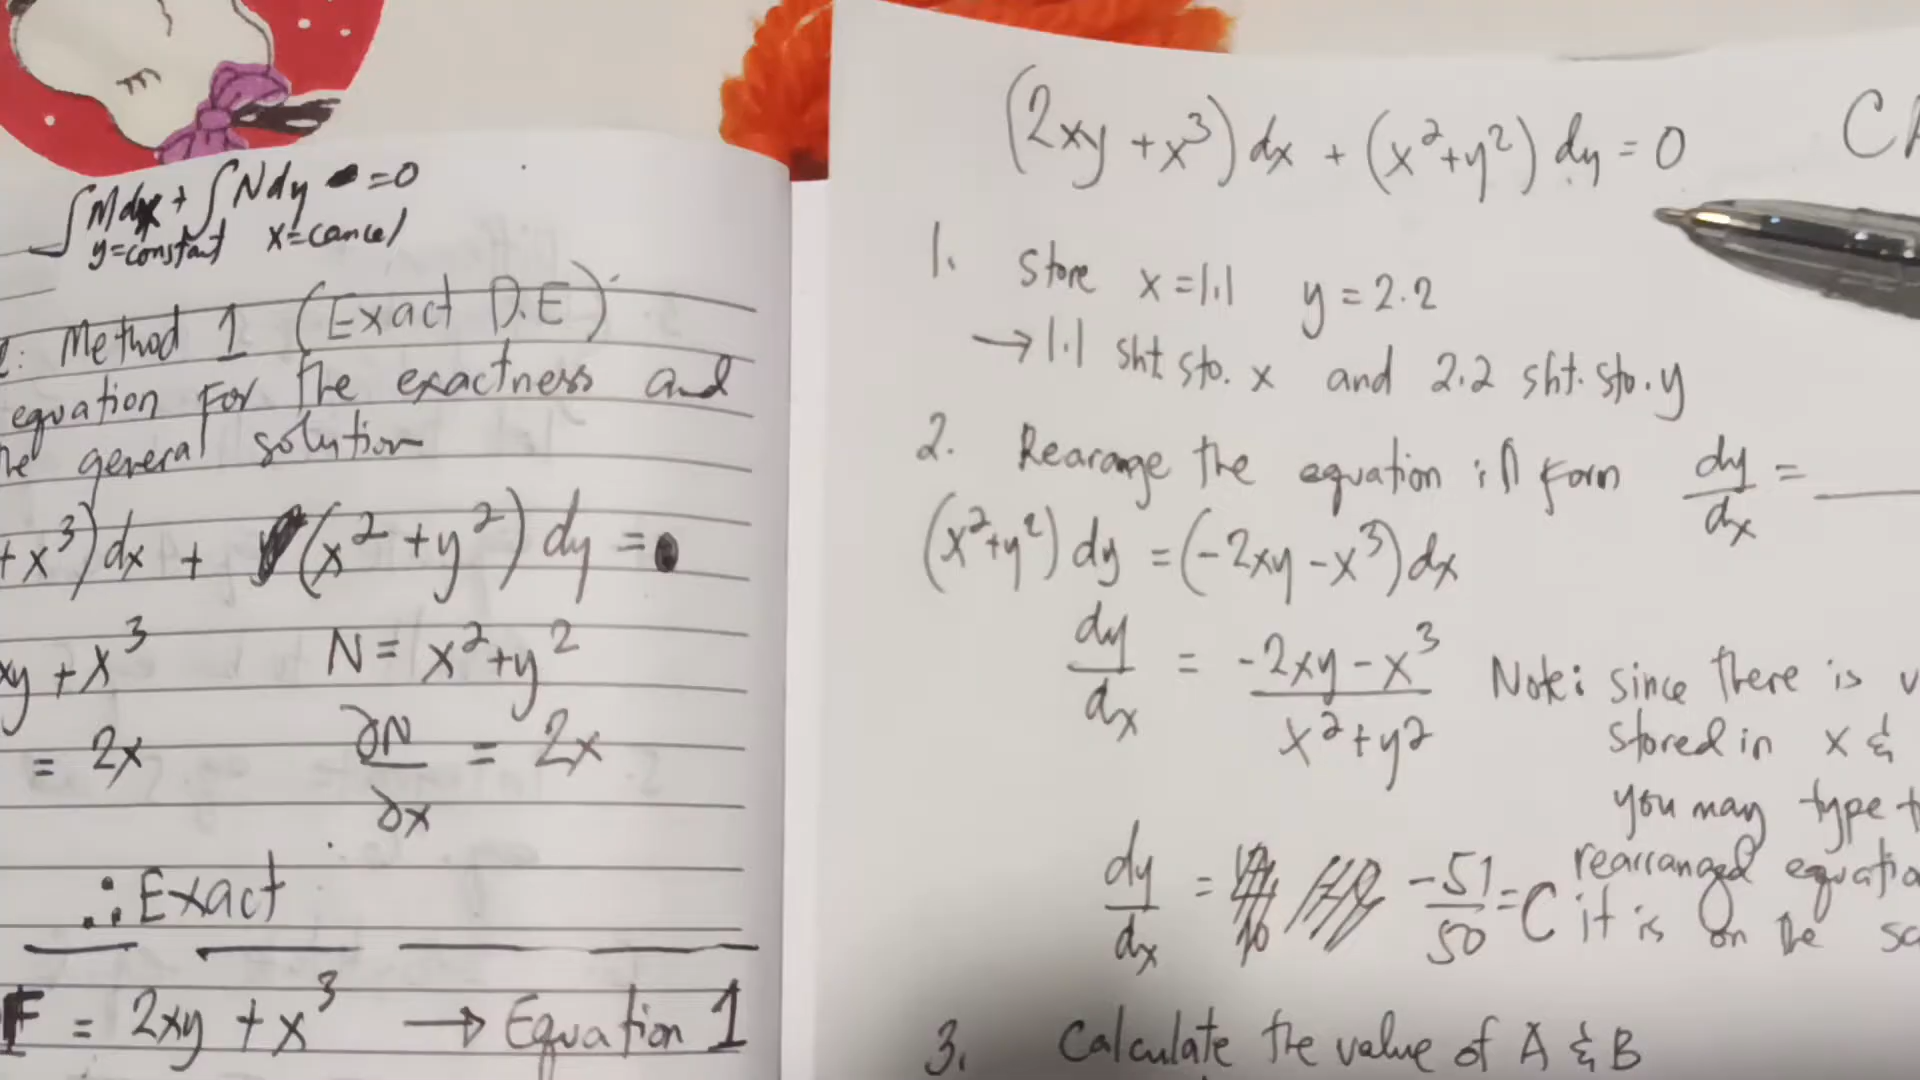 ∫Mdx + ∫Ndy =0
y=constant x=cancel
: Method 1 (Exact D.E)
equation for the exactness and
general solution
+x³)dx + (x²+y²)dy =
xy + x³ N= x²+y²
= 2x ∂N/∂x = 2x
∴ Exact
F = 2xy + x³ → Equation 1
(2xy + x³)dx + (x²+y²)dy = 0
1. Store x=1.1 y=2.2
→ 1.1 sht sto. x and 2.2 sht. sto. y
2. Rearange the equation in form dy/dx = ___
(x²+y²)dy = (-2xy - x³)dx
dy/dx = (-2xy - x³)/(x²+y²)
Note: since there is
stored in x &
you may type
rearranged
it is on the
dy/dx = -51/50 = C
3. Calculate the value of A & B